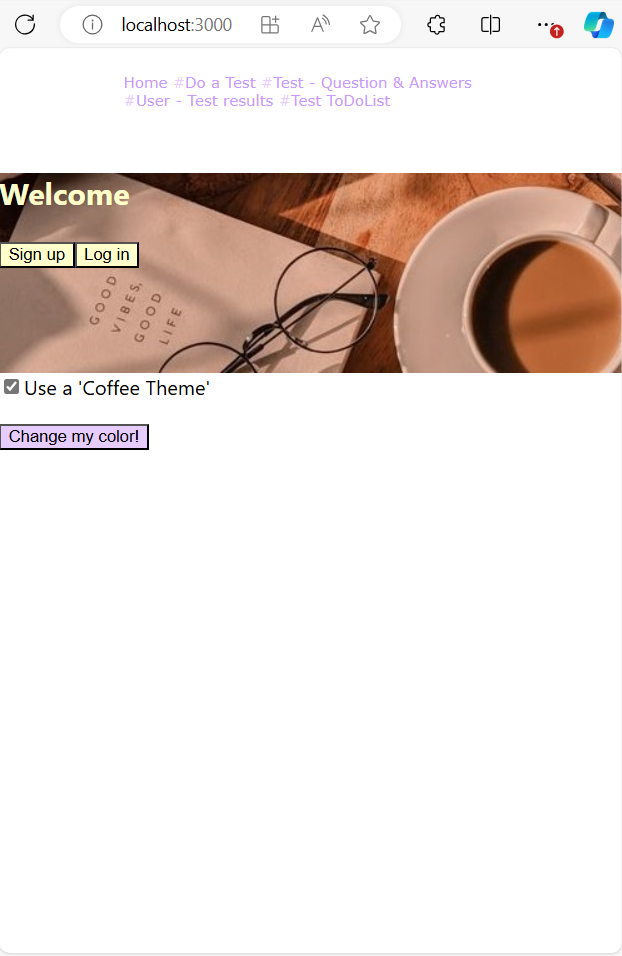 localhost:3000
Home #Do a Test #Test - Question & Answers
#User - Test results #Test ToDoList
Welcome
Sign up Log in
GOOD
VIBES,
GOOD
LIFE
Use a 'Coffee Theme'
Change my color!